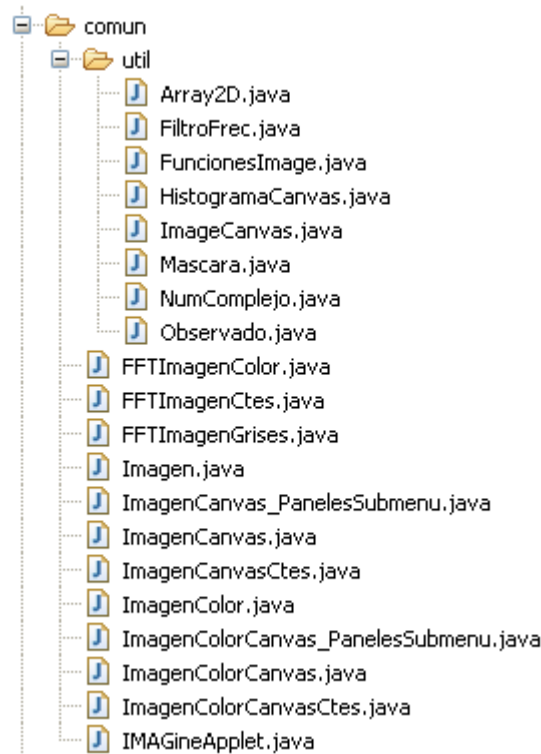 comun
util
Array2D.java
FiltroFrec.java
FuncionesImage.java
HistogramaCanvas.java
ImageCanvas.java
Mascara.java
NumComplejo.java
Observado.java
FFTImagenColor.java
FFTImagenCtes.java
FFTImagenGrises.java
Imagen.java
ImagenCanvas_PanelesSubmenu.java
ImagenCanvas.java
ImagenCanvasCtes.java
ImagenColor.java
ImagenColorCanvas_PanelesSubmenu.java
ImagenColorCanvas.java
ImagenColorCanvasCtes.java
IMAGineApplet.java